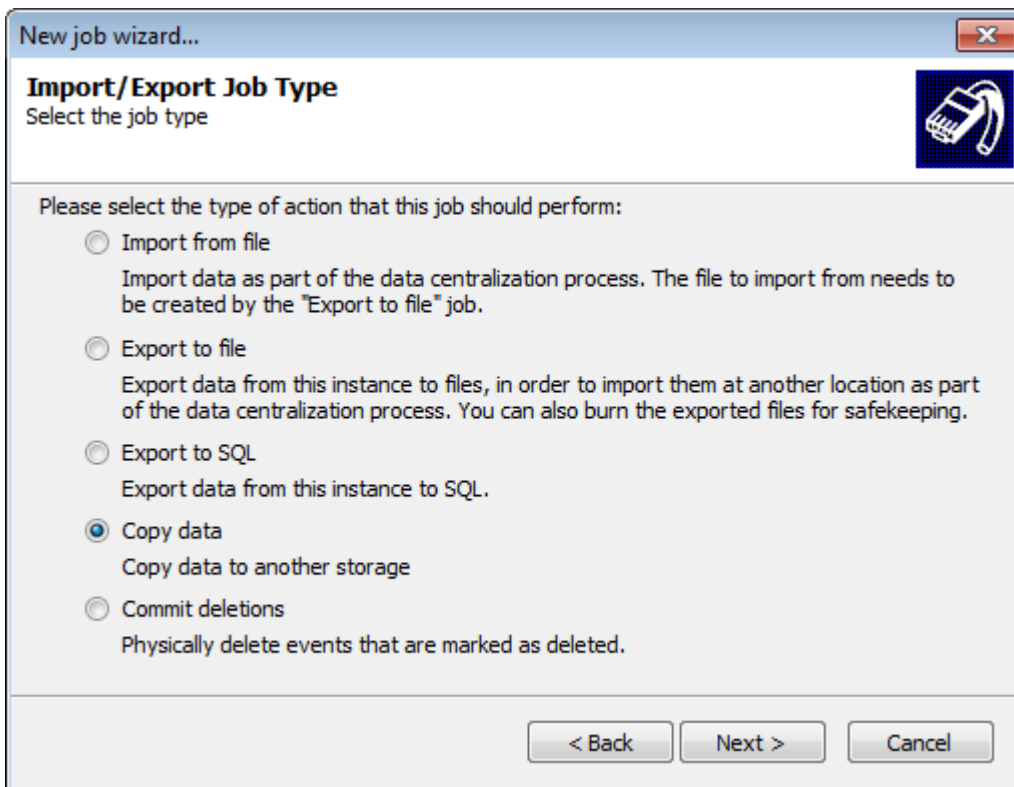 New job wizard...
Import/Export Job Type
Select the job type
Please select the type of action that this job should perform:
Import from file
Import data as part of the data centralization process. The file to import from needs to
be created by the "Export to file" job.
Export to file
Export data from this instance to files, in order to import them at another location as part
of the data centralization process. You can also burn the exported files for safekeeping.
Export to SQL
Export data from this instance to SQL.
Copy data
Copy data to another storage
Commit deletions
Physically delete events that are marked as deleted.
< Back Next > Cancel